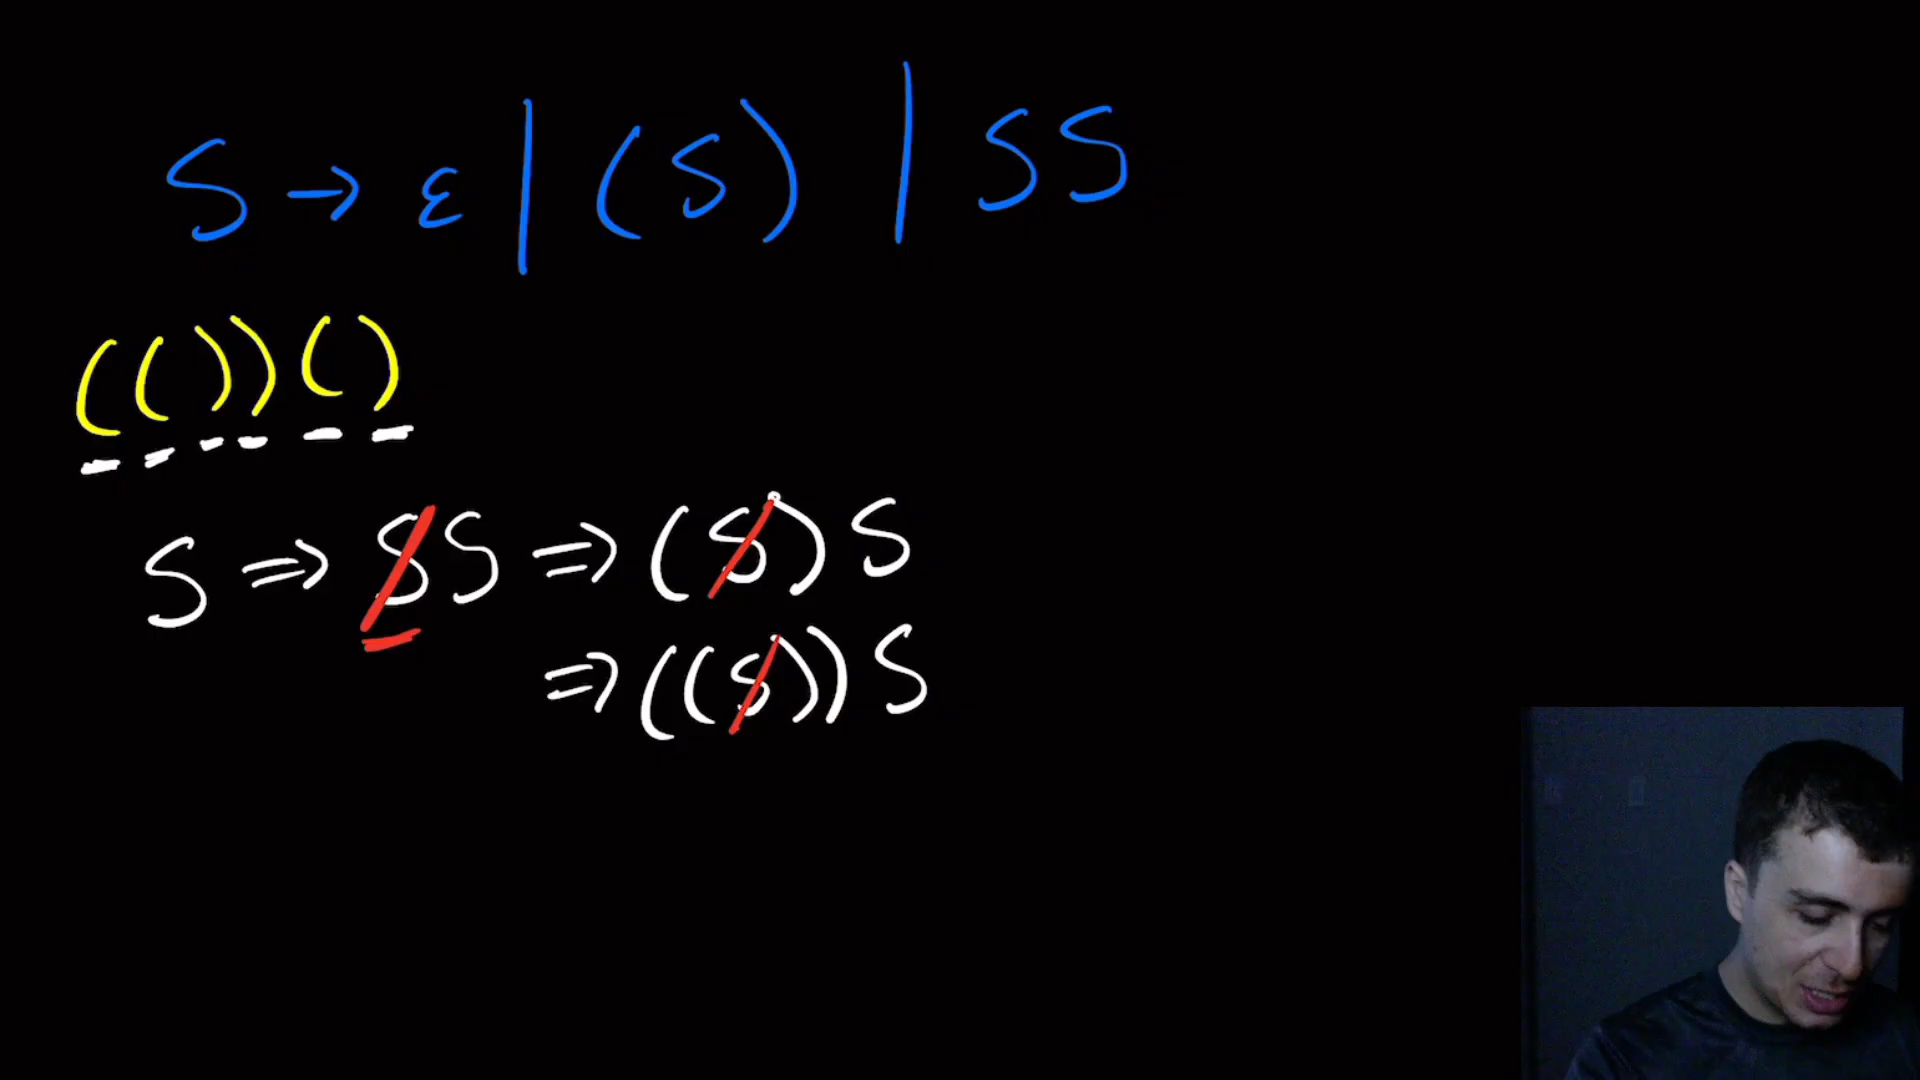 S → ε | (S) | SS
(())()
S ⇒ SS ⇒ (S)S
⇒ ((S))S